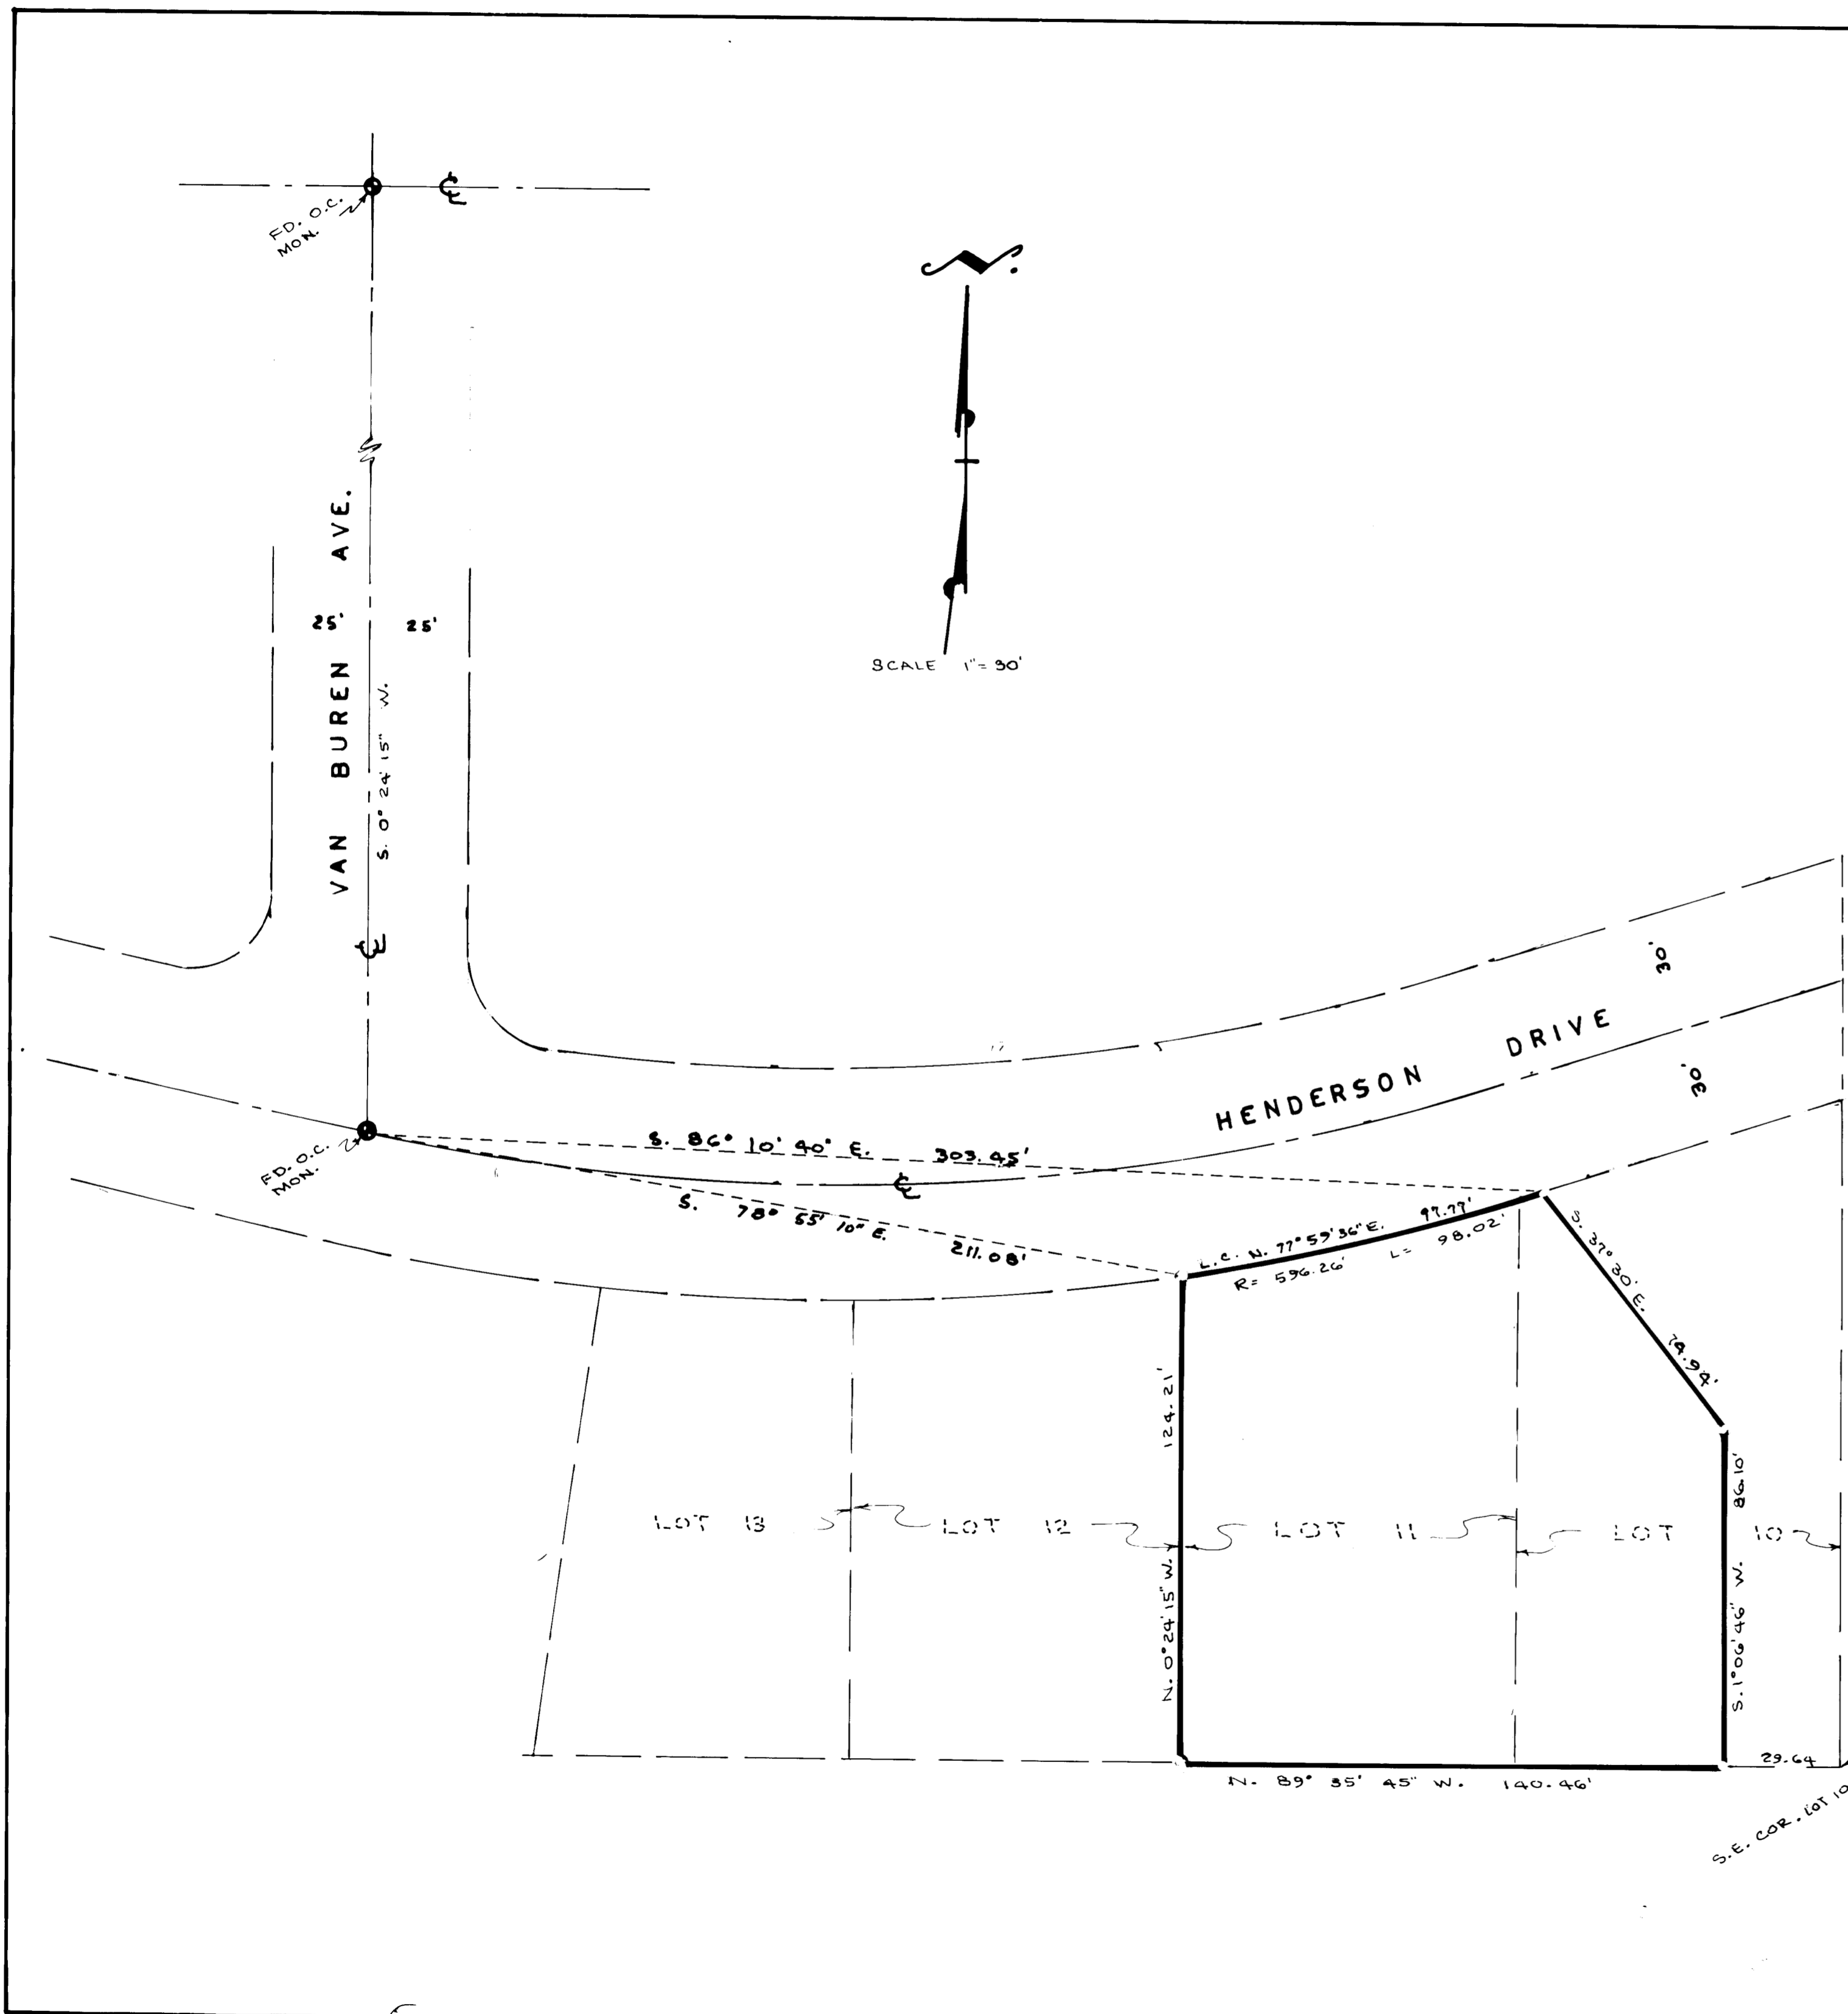 FD. O.C.
MON.
N.
SCALE 1"= 30'
VAN BUREN AVE.
25' 25'
S. 0° 24' 15" W.
30'
HENDERSON DRIVE
30'
FD. O.C.
MON.
S. 86° 10' 40" E. 303.45'
S. 78° 55' 10" E. 211.08'
L.C. N. 77° 59' 36" E. 97.77'
R= 596.26' L= 98.02'
S. 37° 30' E. 74.94'
124.21'
N. 0° 24' 15" W.
86.10'
S. 1° 06' 46" W.
LOT 13
LOT 12
LOT 11
LOT 10
29.64
N. 89° 35' 45" W. 140.46'
S.E. COR. LOT 10